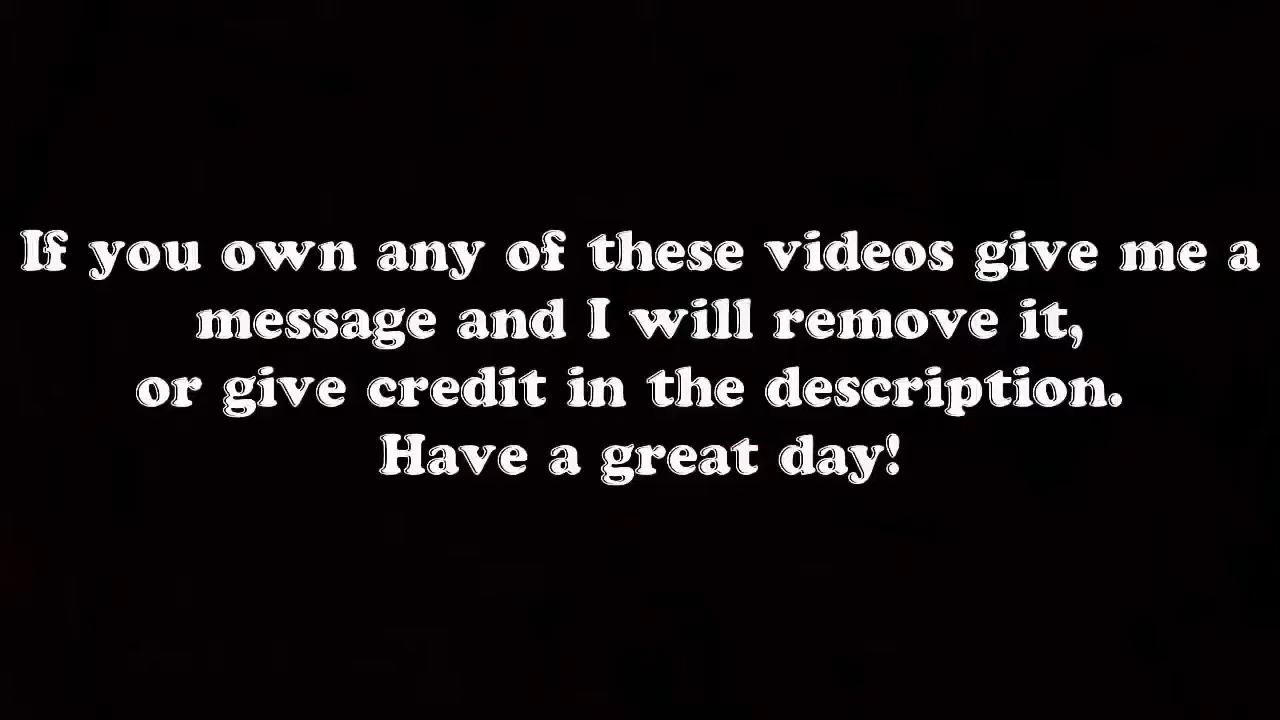 If you own any of these videos give me a
message and I will remove it,
or give credit in the description.
Have a great day!